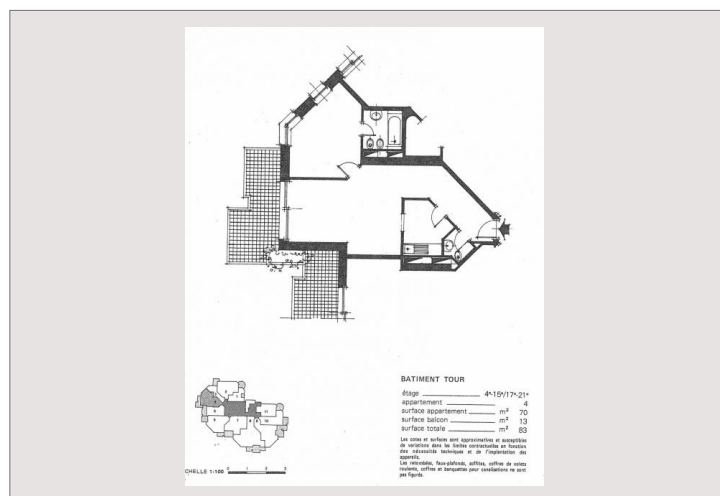 BATIMENT TOUR
étage 4e-15e/17e-21e
appartement 4
surface appartement m² 70
surface balcon m² 13
surface totale m² 83
Les cotes et surfaces sont approximatives et susceptibles
de variations dans les limites contractuelles en fonction
des nécessités techniques et de l'implantation des
appareils.
Les retombées, faux-plafonds, soffites, coffres de volets
roulants, coffres et banquettes pour canalisations ne sont
pas figurés.
CHELLE 1:100